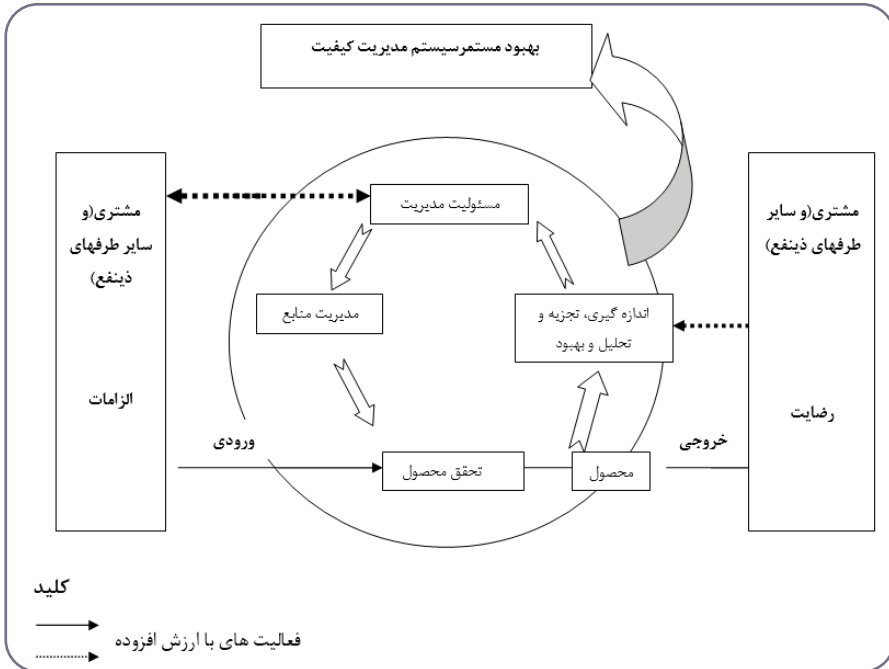 بهبود مستمرسیستم مدیریت کیفیت
مشتری(و
سایر طرفهای
ذینفع)
الزامات
مسئولیت مدیریت
مدیریت منابع
اندازه گیری، تجزیه و
تحلیل و بهبود
مشتری(و سایر
طرفهای ذینفع)
رضایت
ورودی
تحقق محصول
محصول
خروجی
کلید
فعالیت های با ارزش افزوده